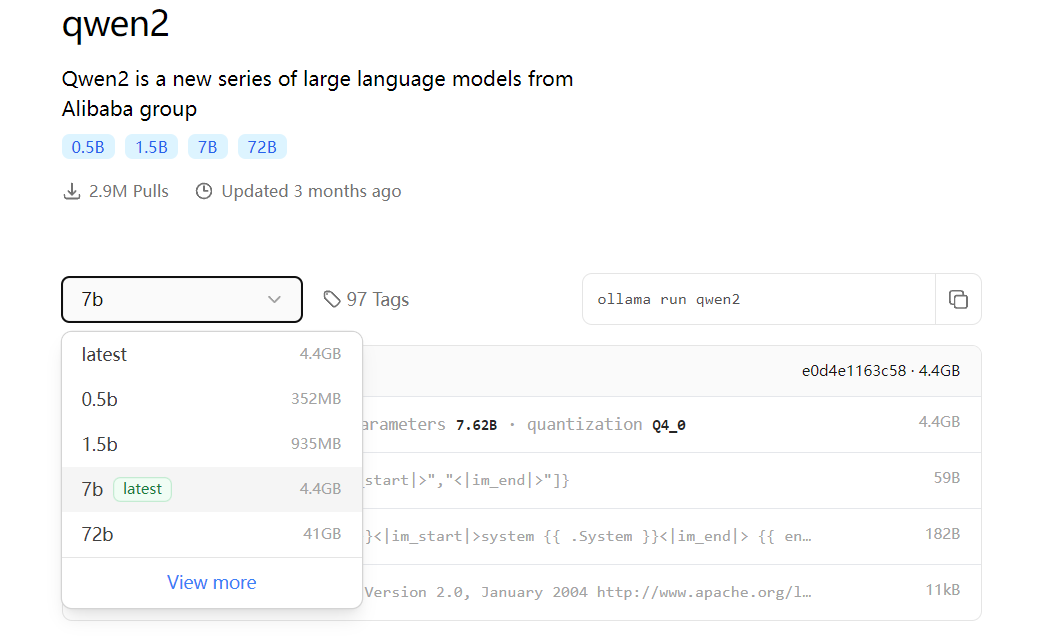 qwen2
Qwen2 is a new series of large language models from
Alibaba group
0.5B 1.5B 7B 72B
2.9M Pulls Updated 3 months ago
7b 97 Tags ollama run qwen2
latest 4.4GB
e0d4e1163c58 · 4.4GB
0.5b 352MB
arameters 7.62B · quantization Q4_0 4.4GB
1.5b 935MB
_start|>","<|im_end|>"]} 59B
7b latest 4.4GB
72b 41GB
}<|im_start|>system {{ .System }}<|im_end|> {{ en… 182B
View more
Version 2.0, January 2004 http://www.apache.org/l… 11kB